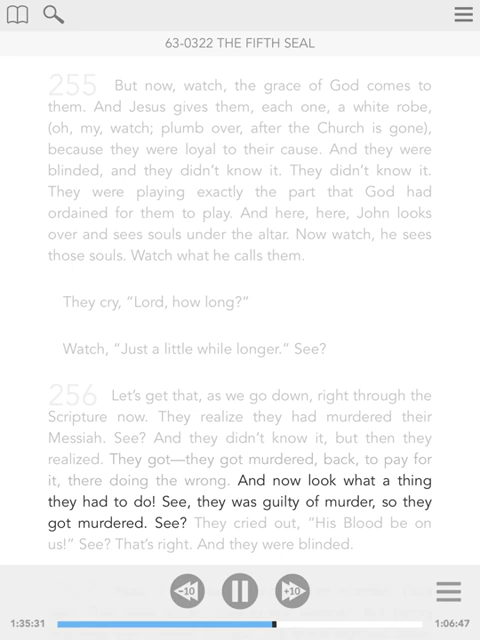 63-0322 THE FIFTH SEAL
255 But now, watch, the grace of God comes to
them. And Jesus gives them, each one, a white robe,
(oh, my, watch; plumb over, after the Church is gone),
because they were loyal to their cause. And they were
blinded, and they didn't know it. They didn't know it.
They were playing exactly the part that God had
ordained for them to play. And here, here, John looks
over and sees souls under the altar. Now watch, he sees
those souls. Watch what he calls them.
They cry, “Lord, how long?”
Watch, “Just a little while longer.” See?
256 Let's get that, as we go down, right through the
Scripture now. They realize they had murdered their
Messiah. See? And they didn't know it, but then they
realized. They got—they got murdered, back, to pay for
it, there doing the wrong. And now look what a thing
they had to do! See, they was guilty of murder, so they
got murdered. See? They cried out, “His Blood be on
us!” See? That's right. And they were blinded.
-10 +10
1:35:31 1:06:47